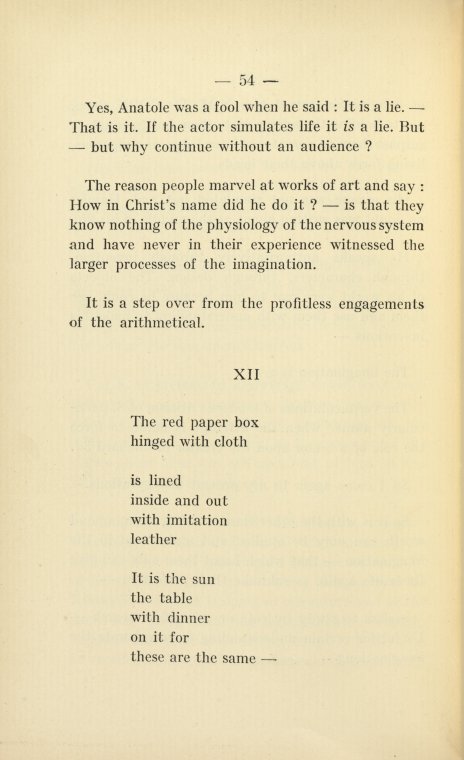 — 54 —
Yes, Anatole was a fool when he said : It is a lie. —
That is it. If the actor simulates life it is a lie. But
— but why continue without an audience ?
The reason people marvel at works of art and say :
How in Christ's name did he do it ? — is that they
know nothing of the physiology of the nervous system
and have never in their experience witnessed the
larger processes of the imagination.
It is a step over from the profitless engagements
of the arithmetical.
XII
The red paper box
hinged with cloth
is lined
inside and out
with imitation
leather
It is the sun
the table
with dinner
on it for
these are the same —